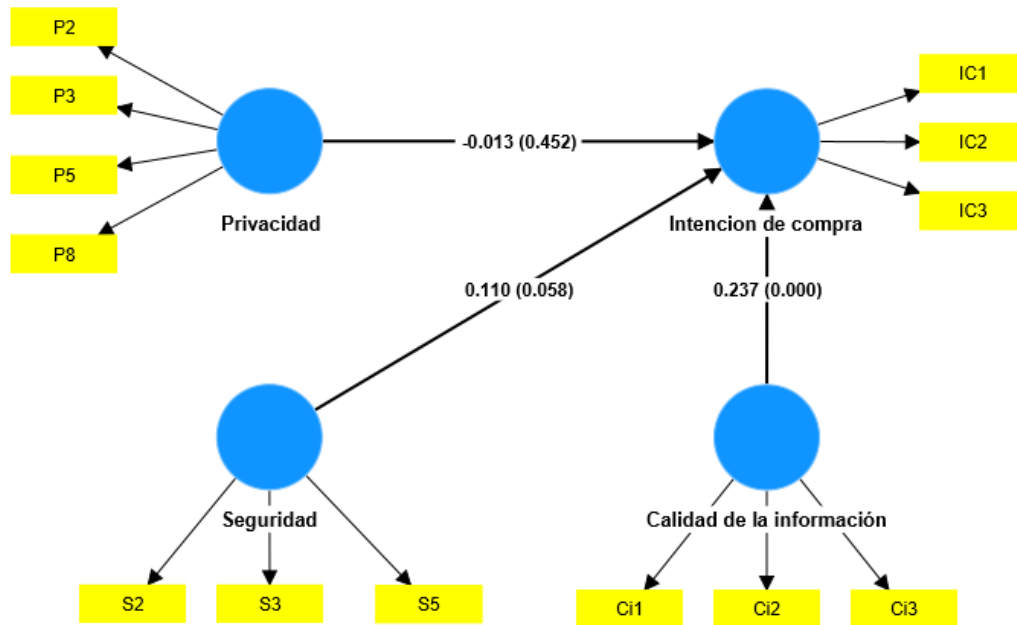 P2
P3
P5
P8
Privacidad
-0.013 (0.452)
IC1
IC2
IC3
Intencion de compra
0.110 (0.058)
0.237 (0.000)
Seguridad
Calidad de la información
S2
S3
S5
Ci1
Ci2
Ci3